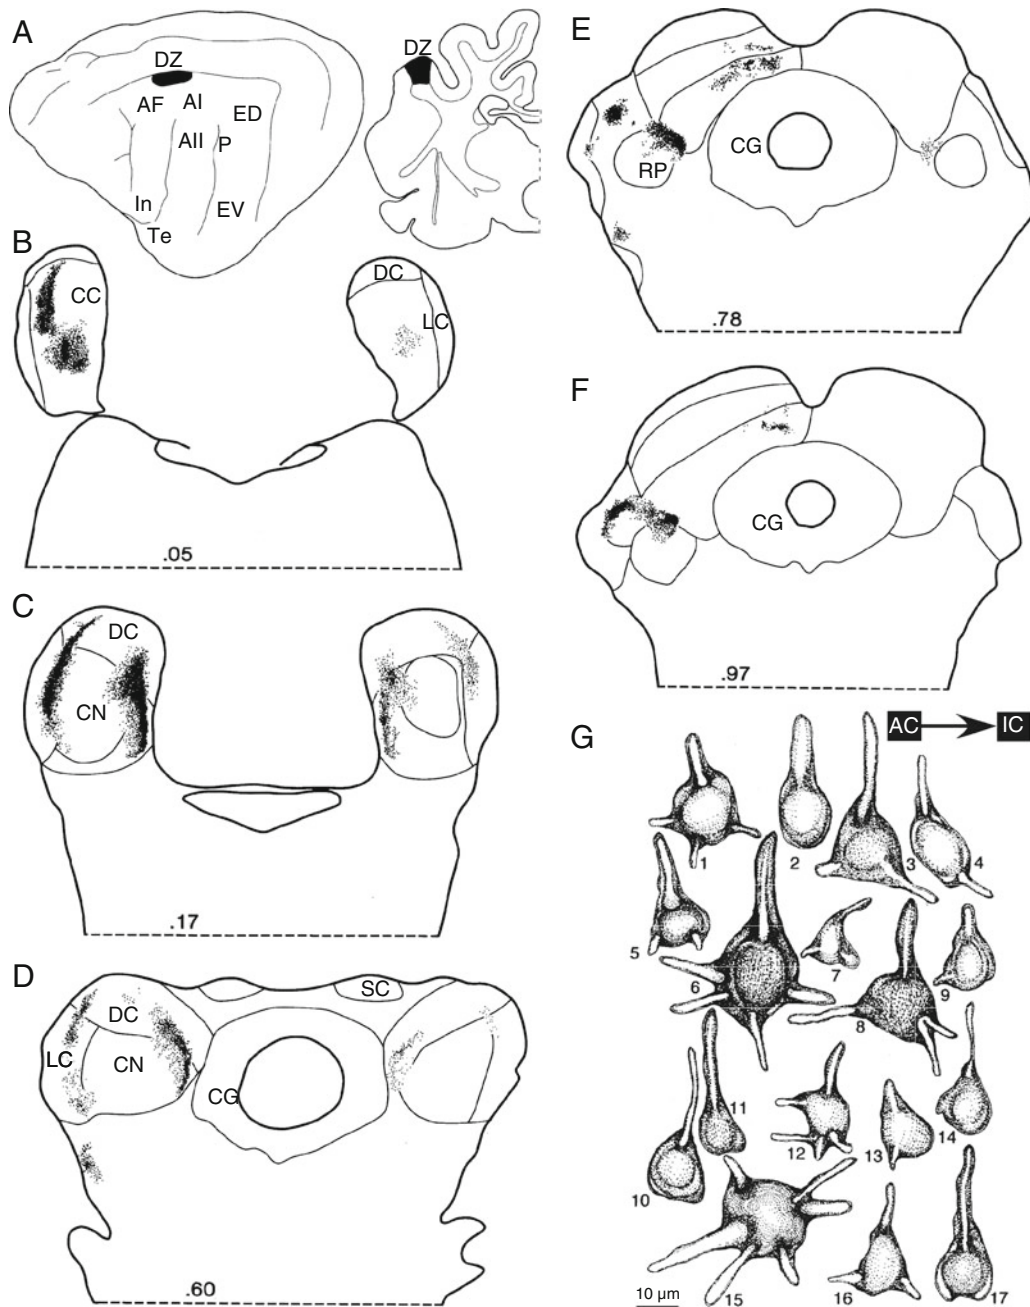 A
DZ
AF
AI
ED
AII
P
In
EV
Te
DZ
B
CC
DC
LC
.05
C
DC
CN
.17
D
SC
DC
LC
CN
CG
.60
E
CG
RP
.78
F
CG
.97
G
AC
IC
1
2
3
4
5
6
7
8
9
10
11
12
13
14
15
16
17
10 µm